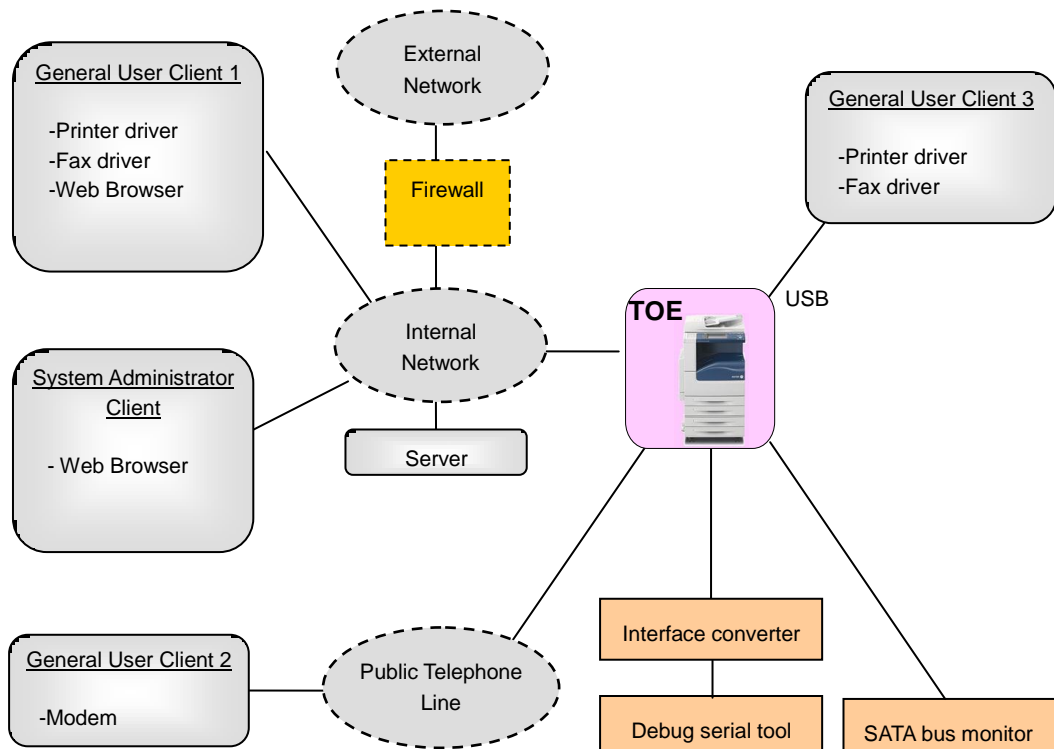 General User Client 1
-Printer driver
-Fax driver
-Web Browser
External
Network
Firewall
General User Client 3
-Printer driver
-Fax driver
USB
TOE
Internal
Network
System Administrator
Client
- Web Browser
Server
General User Client 2
-Modem
Public Telephone
Line
Interface converter
Debug serial tool
SATA bus monitor